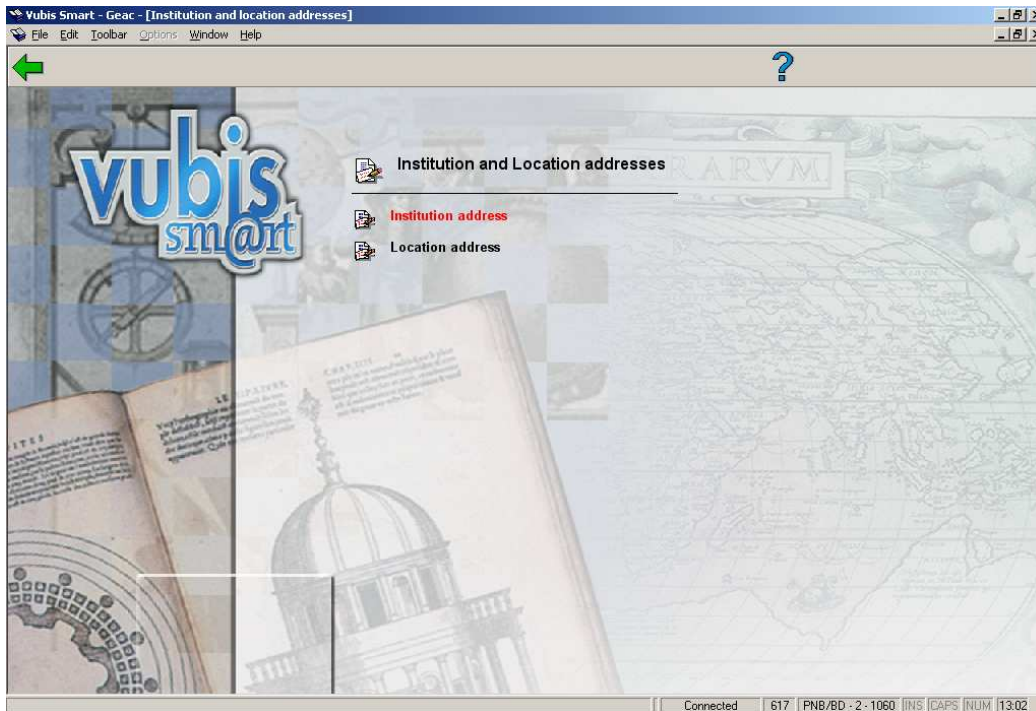 Vubis Smart - Geac - [Institution and location addresses]
File Edit Toolbar Options Window Help
?
vubis
sm@rt
Institution and Location addresses
RARVM
Institution address
Location address
Connected 617 PNB/BD - 2 - 1060 INS CAPS NUM 13:02